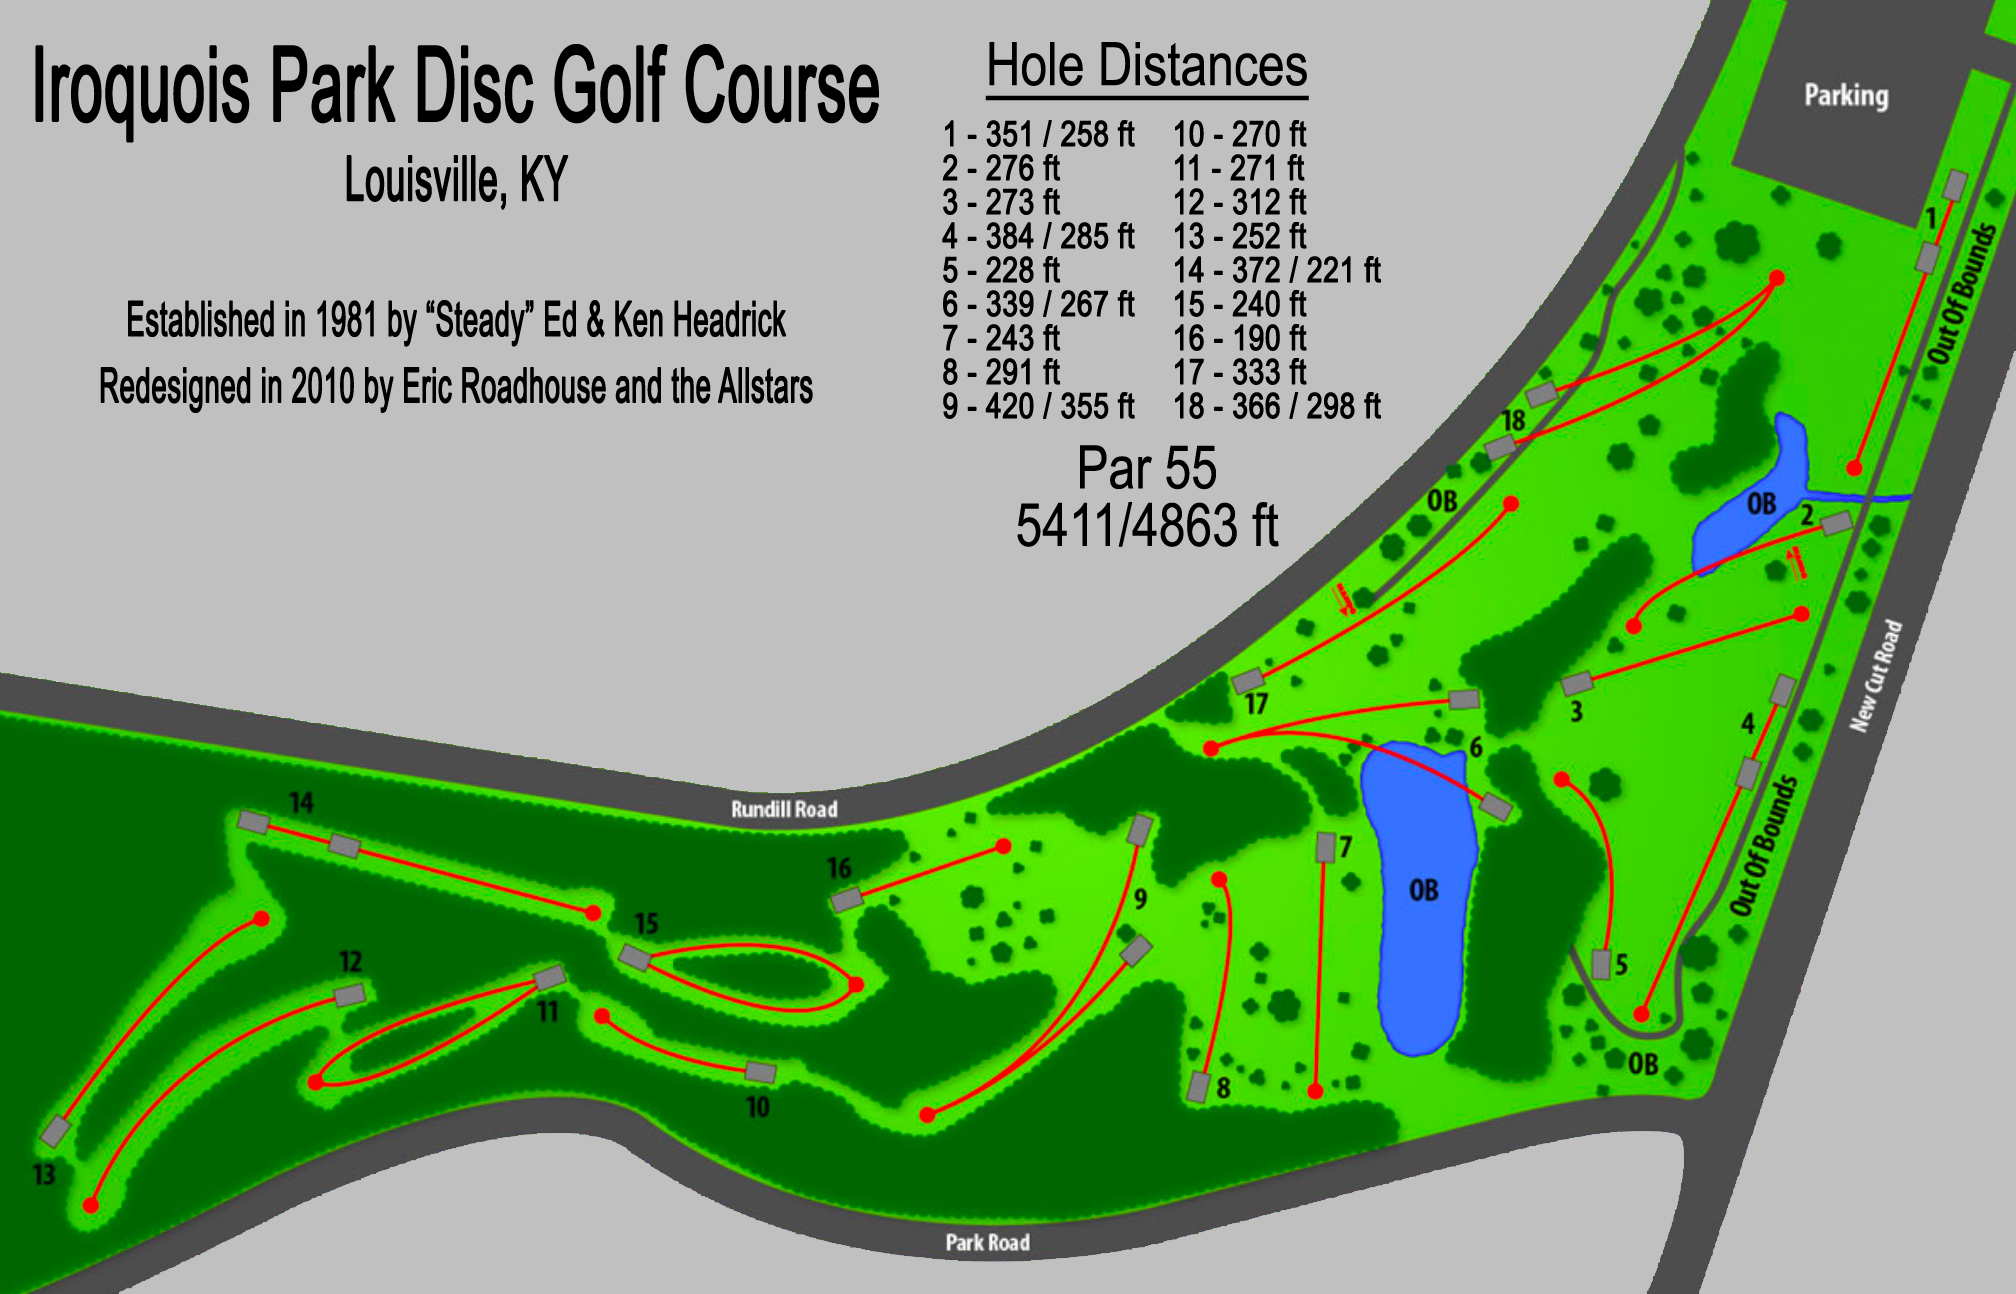 Iroquois Park Disc Golf Course
Louisville, KY
Established in 1981 by “Steady” Ed & Ken Headrick
Redesigned in 2010 by Eric Roadhouse and the Allstars
Hole Distances
1 - 351 / 258 ft
2 - 276 ft
3 - 273 ft
4 - 384 / 285 ft
5 - 228 ft
6 - 339 / 267 ft
7 - 243 ft
8 - 291 ft
9 - 420 / 355 ft
10 - 270 ft
11 - 271 ft
12 - 312 ft
13 - 252 ft
14 - 372 / 221 ft
15 - 240 ft
16 - 190 ft
17 - 333 ft
18 - 366 / 298 ft
Par 55
5411/4863 ft
Parking
1
Out Of Bounds
18
OB
OB
2
New Cut Road
17
3
4
6
Out Of Bounds
14
Rundill Road
7
16
OB
9
15
5
12
11
OB
8
10
13
Park Road